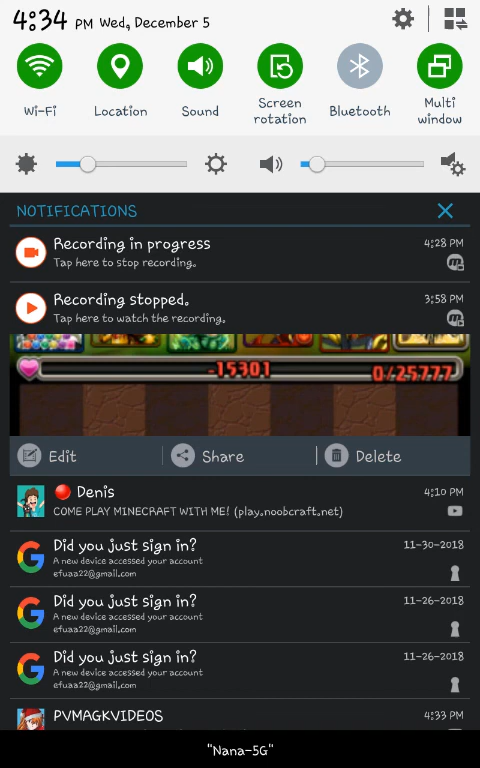 4:34 PM Wed, December 5
Wi-Fi
Location
Sound
Screen rotation
Bluetooth
Multi window
NOTIFICATIONS
Recording in progress 4:28 PM
Tap here to stop recording.
Recording stopped. 3:58 PM
Tap here to watch the recording.
-15301 0/25777
Edit Share Delete
Denis 4:10 PM
COME PLAY MINECRAFT WITH ME! (play.noobcraft.net)
Did you just sign in? 11-30-2018
A new device accessed your account
efuaa22@gmail.com
Did you just sign in? 11-26-2018
A new device accessed your account
efuaa22@gmail.com
Did you just sign in? 11-26-2018
A new device accessed your account
efuaa22@gmail.com
PVMAGKVIDEOS 4:33 PM
"Nana-5G"